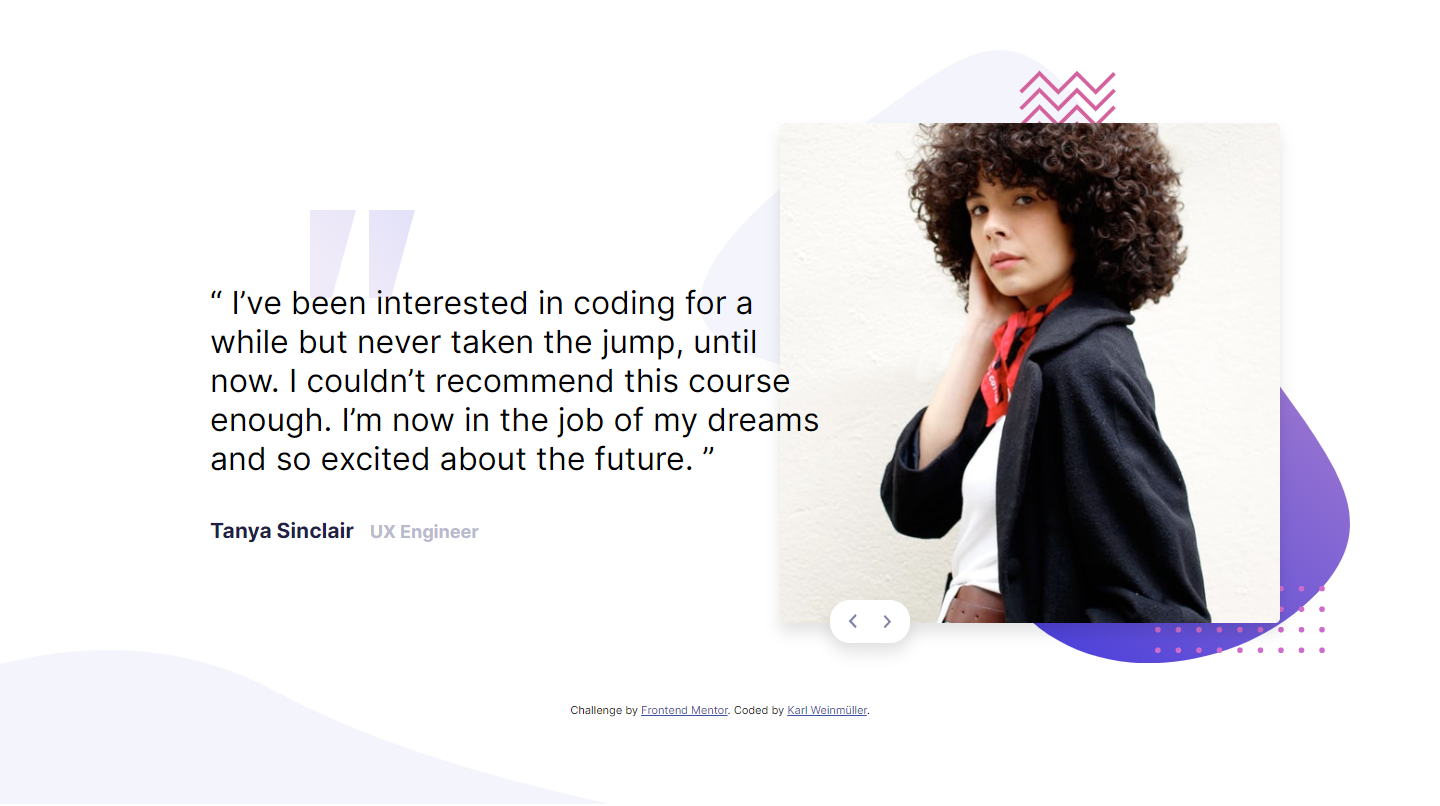 “ I’ve been interested in coding for a
while but never taken the jump, until
now. I couldn’t recommend this course
enough. I’m now in the job of my dreams
and so excited about the future. ”
Tanya Sinclair UX Engineer
Challenge by Frontend Mentor. Coded by Karl Weinmüller.